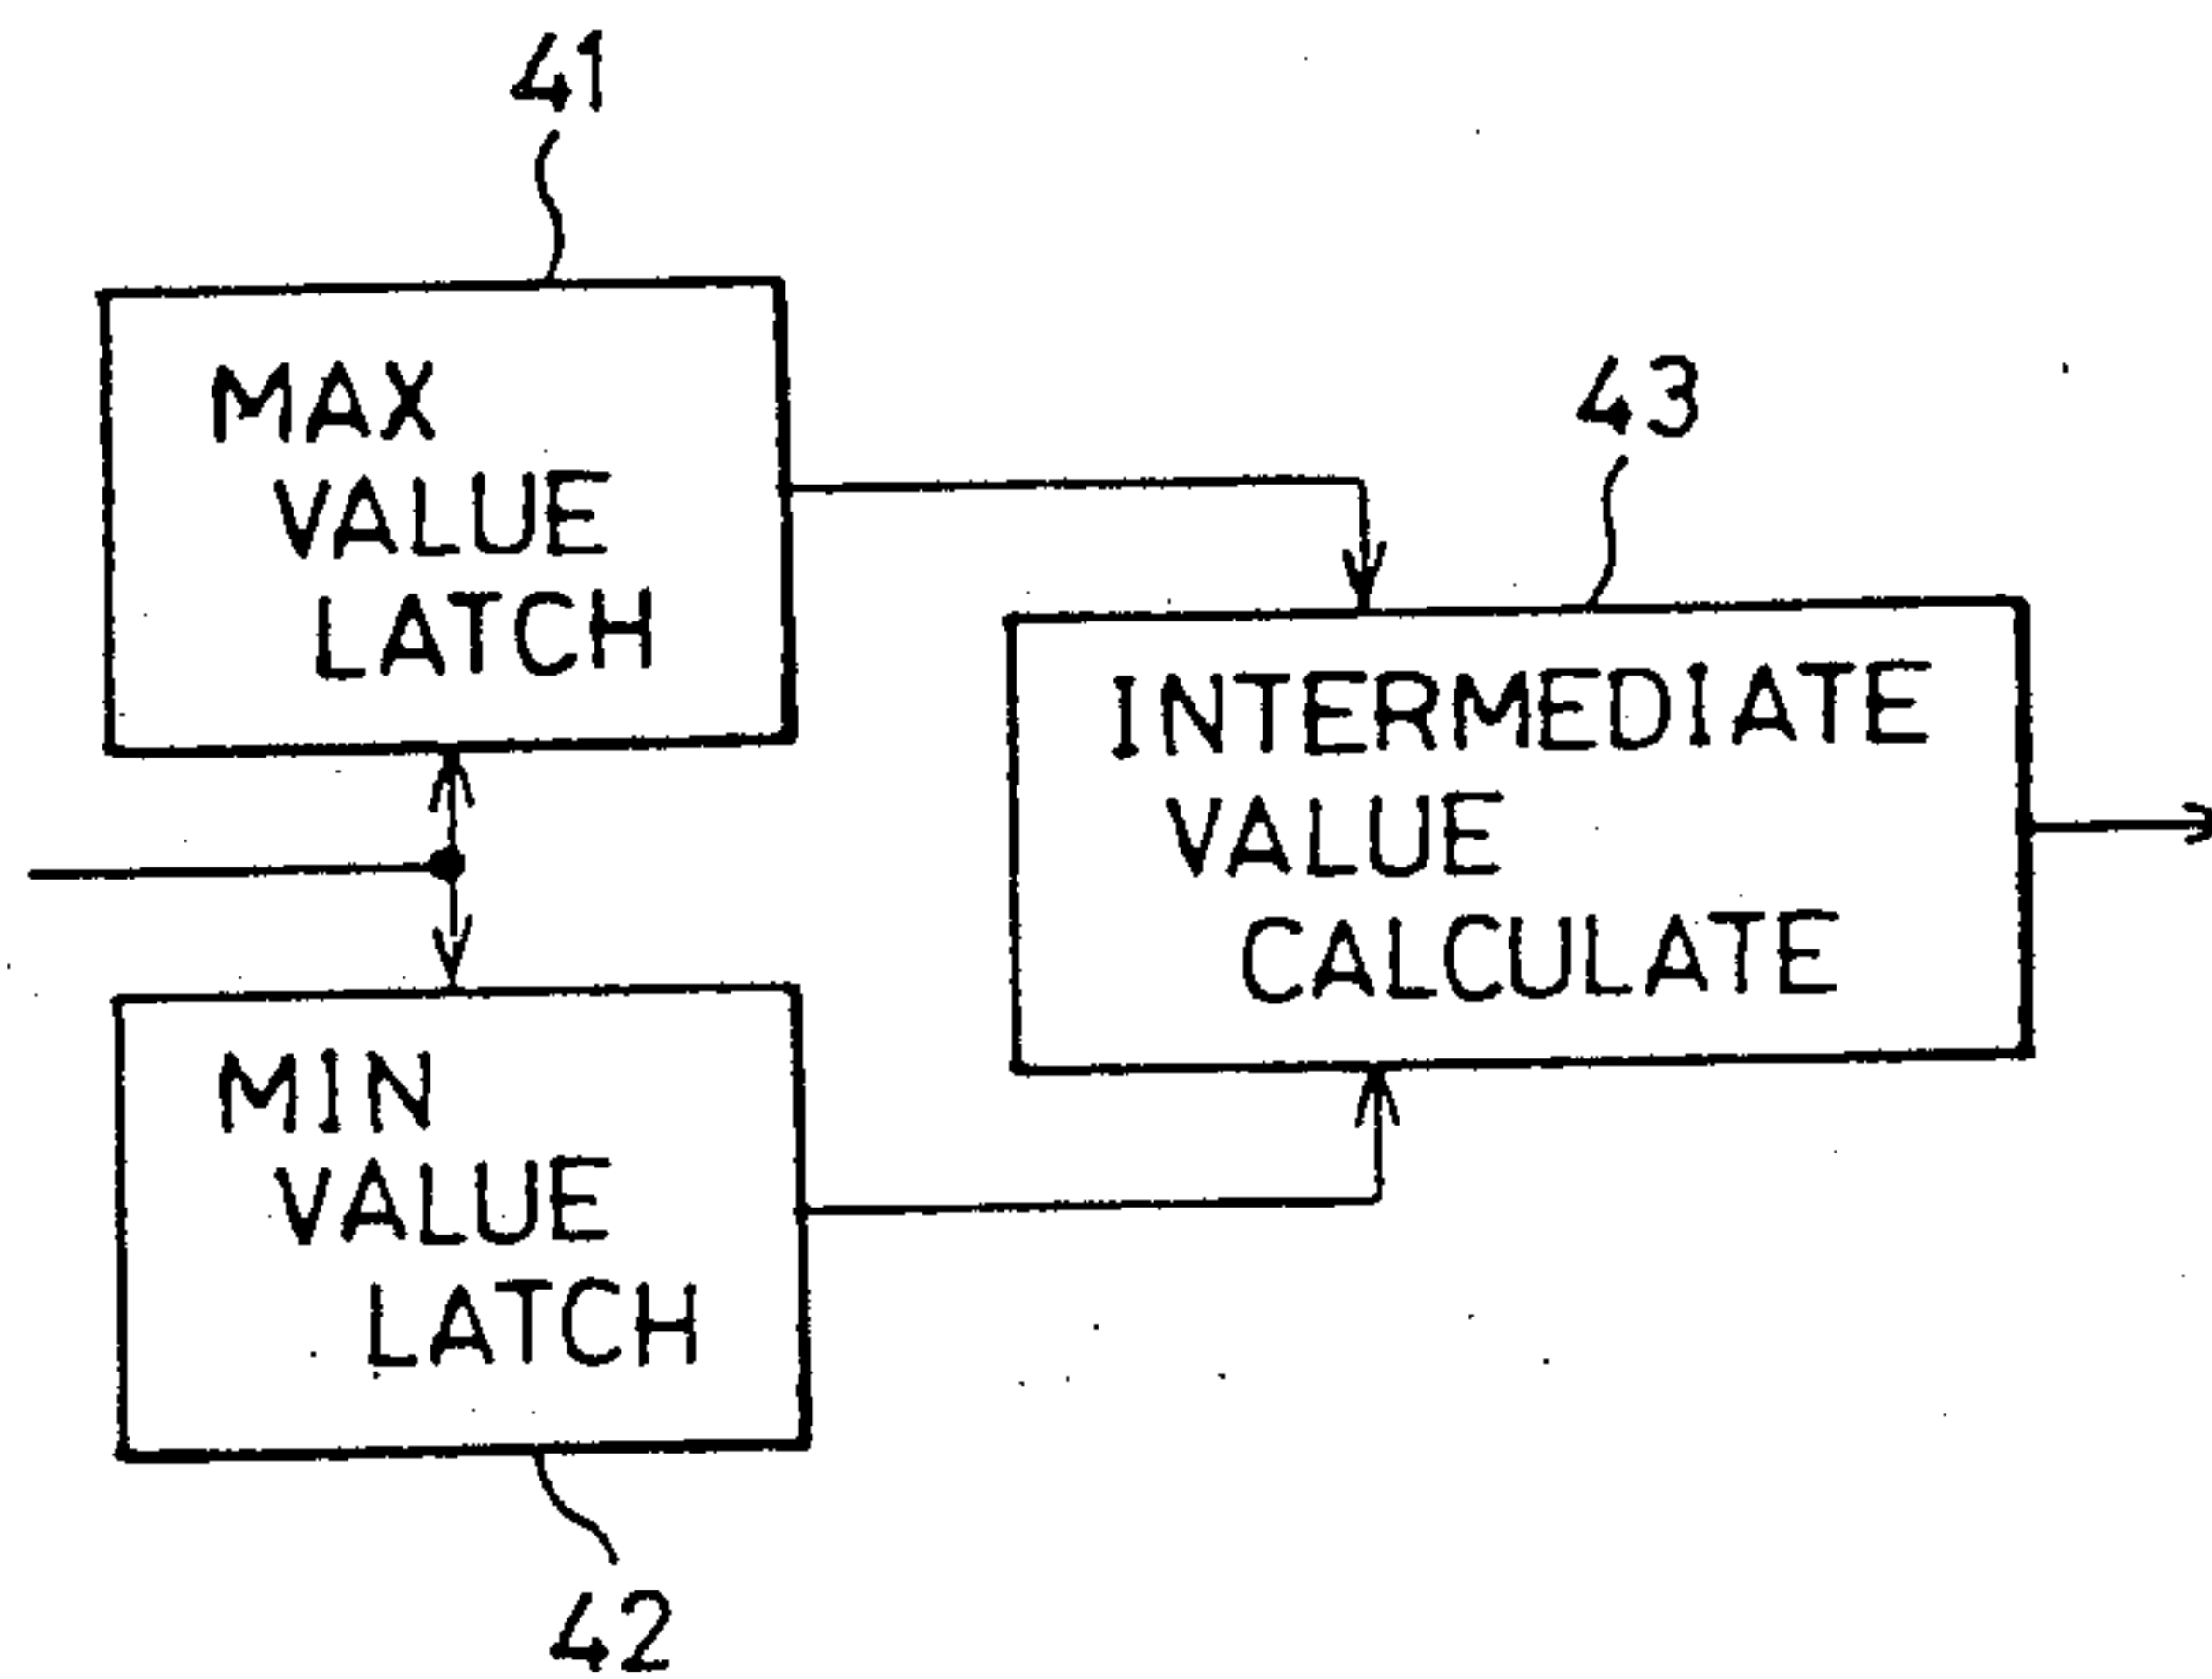 41
MAX
VALUE
LATCH
43
INTERMEDIATE
VALUE
CALCULATE
MIN
VALUE
LATCH
42